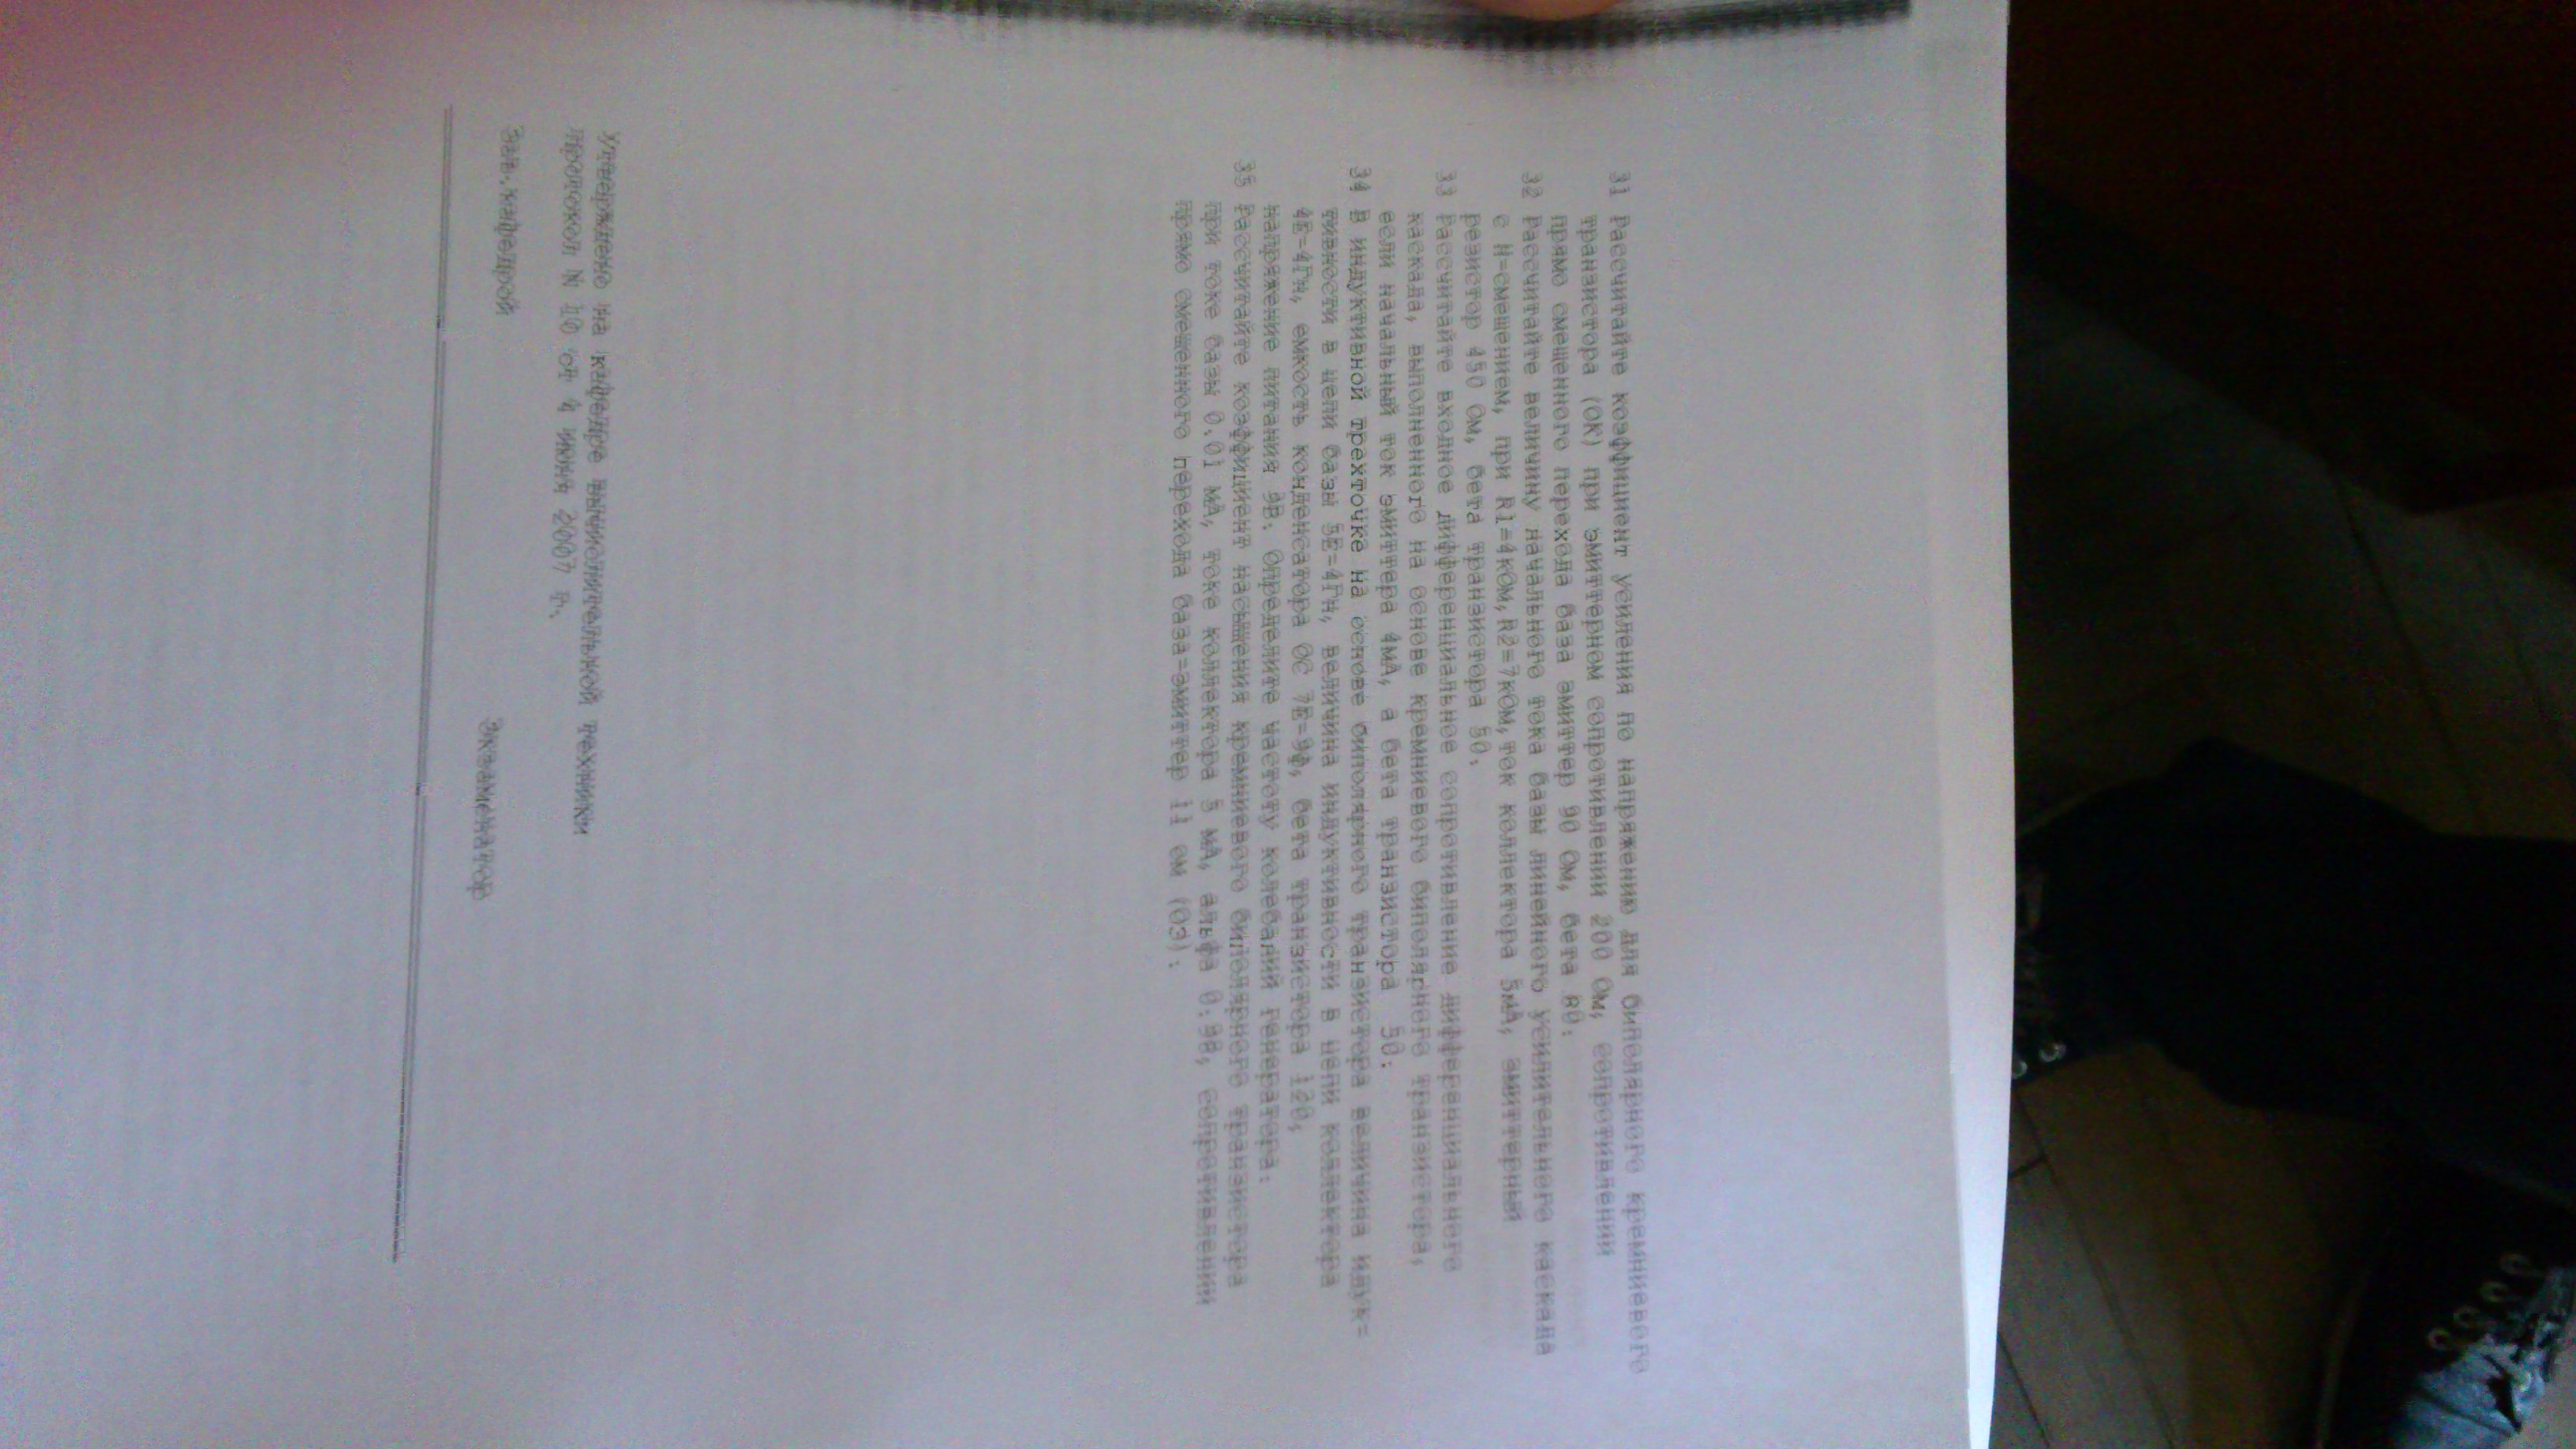 31 Рассчитайте коэффициент усиления по напряжению для биполярного кремниевого
транзистора (ОК) при эмиттерном сопротивлении 200 Ом, сопротивлении
прямо смещенного перехода база эмиттер 90 Ом, бета 80.
32 Рассчитайте величину начального тока базы линейного усилительного каскада
с Н-смещением, при R1=4кОм,R2=7кОм,ток коллектора 5мА, эмиттерный
резистор 450 Ом, бета транзистора 50.
33 Рассчитайте входное дифференциальное сопротивление дифференциального
каскада, выполненного на основе кремниевого биполярного транзистора,
если начальный ток эмиттера 4мА, а бета транзистора 50.
34 В индуктивной трехточке на основе биполярного транзистора величина индук-
тивности в цепи базы 5Е-4Гн, величина индуктивности в цепи коллектора
4Е-4Гн, емкость конденсатора ОС 7Е-9Ф, бета транзистора 120,
напряжение питания 9В. Определите частоту колебаний генератора.
35 Рассчитайте коэффициент насыщения кремниевого биполярного транзистора
при токе базы 0.01 мА, токе коллектора 5 мА, альфа 0.98, сопротивлении
прямо смещенного перехода база-эмиттер 11 ом (ОЭ).
Утверждено на кафедре вычислительной техники
протокол N 10 от 4 июня 2007 г.
Зав.кафедрой Экзаменатор